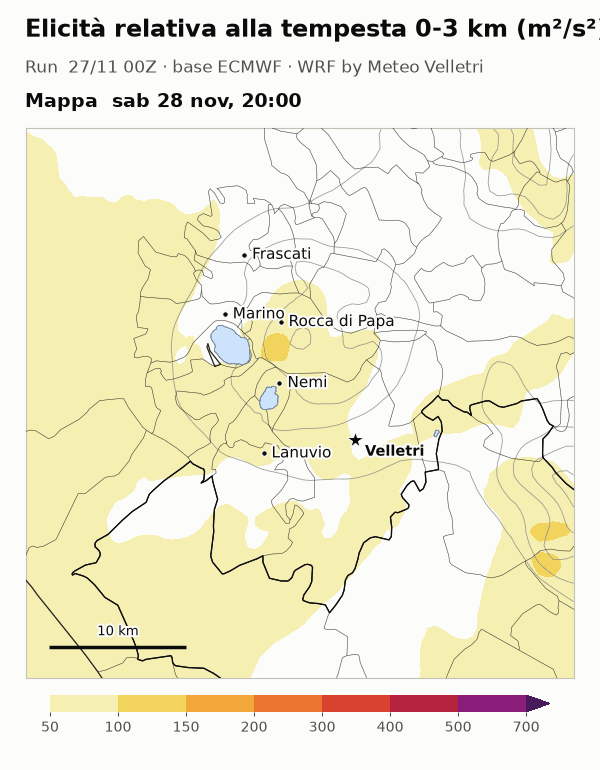 Elicità relativa alla tempesta 0-3 km (m²/s²)
Run 27/11 00Z · base ECMWF · WRF by Meteo Velletri
Mappa sab 28 nov, 20:00
Frascati
Marino
Rocca di Papa
Nemi
Velletri
Lanuvio
10 km
50 100 150 200 300 400 500 700